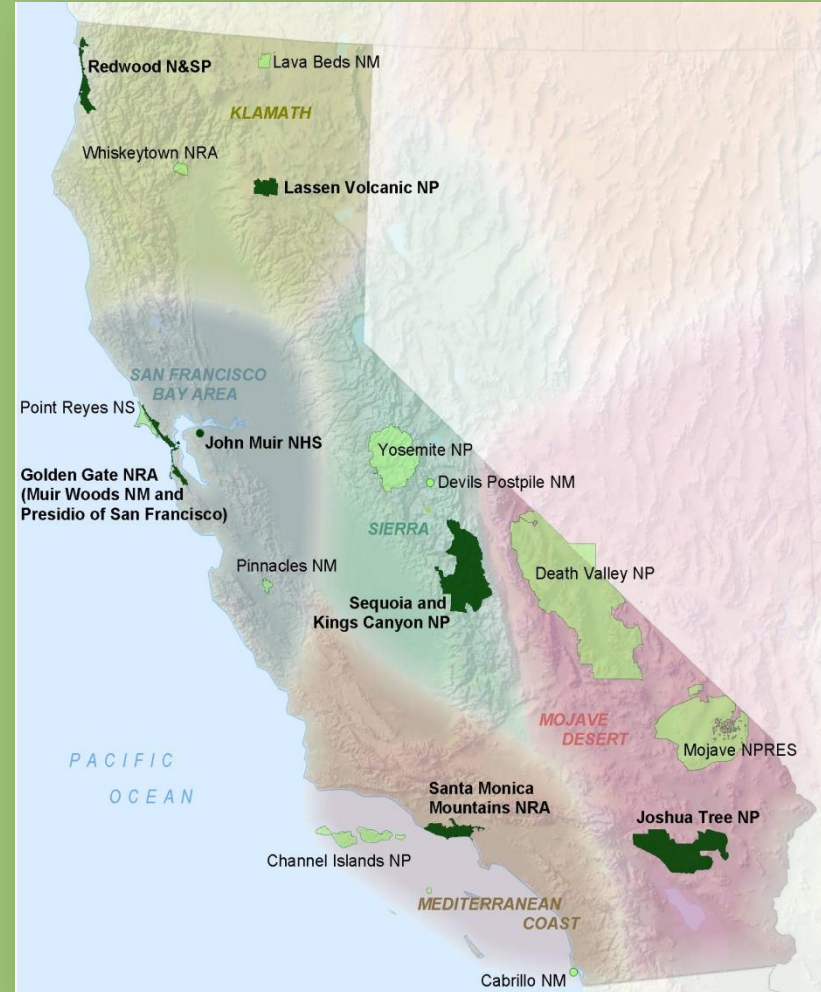 Redwood N&SP
Lava Beds NM
KLAMATH
Whiskeytown NRA
Lassen Volcanic NP
SAN FRANCISCO
BAY AREA
Point Reyes NS
John Muir NHS
Yosemite NP
Golden Gate NRA
(Muir Woods NM and
Presidio of San Francisco)
Devils Postpile NM
SIERRA
Pinnacles NM
Death Valley NP
Sequoia and
Kings Canyon NP
MOJAVE
DESERT
Mojave NPRES
PACIFIC
OCEAN
Santa Monica
Mountains NRA
Joshua Tree NP
Channel Islands NP
MEDITERRANEAN
COAST
Cabrillo NM